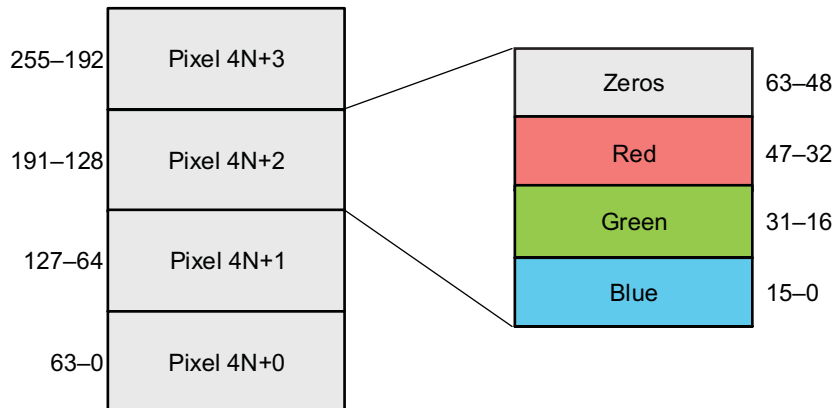 255–192 Pixel 4N+3
191–128 Pixel 4N+2
127–64 Pixel 4N+1
63–0 Pixel 4N+0
Zeros 63–48
Red 47–32
Green 31–16
Blue 15–0